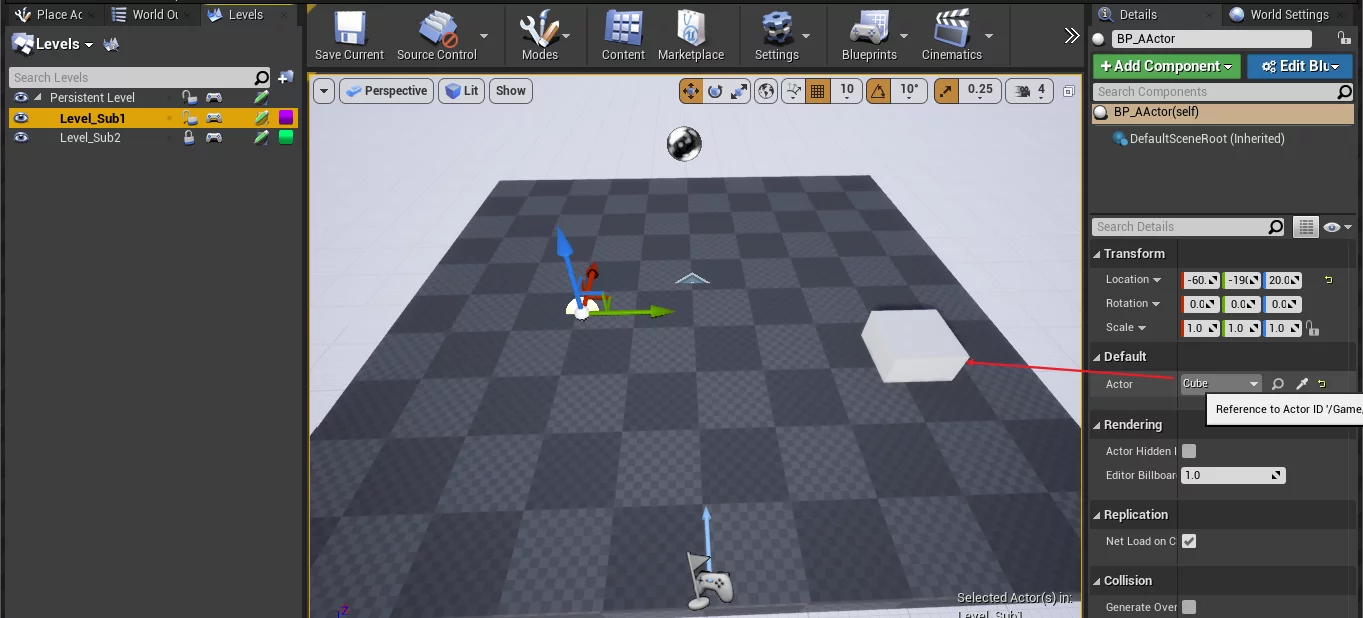 Place Ac
World Ou
Levels
Levels
Search Levels
Persistent Level
Level_Sub1
Level_Sub2
Save Current
Source Control
Modes
Content
Marketplace
Settings
Blueprints
Cinematics
Perspective
Lit
Show
10
10°
0.25
4
Selected Actor(s) in:
Level_Sub1
Z
Details
World Settings
BP_AActor
+Add Component
Edit Blu
Search Components
BP_AActor(self)
DefaultSceneRoot (Inherited)
Search Details
Transform
Location -60. -190 20.0
Rotation 0.0 0.0 0.0
Scale 1.0 1.0 1.0
Default
Actor Cube
Reference to Actor ID '/Game,
Rendering
Actor Hidden I
Editor Billboar 1.0
Replication
Net Load on C
Collision
Generate Over